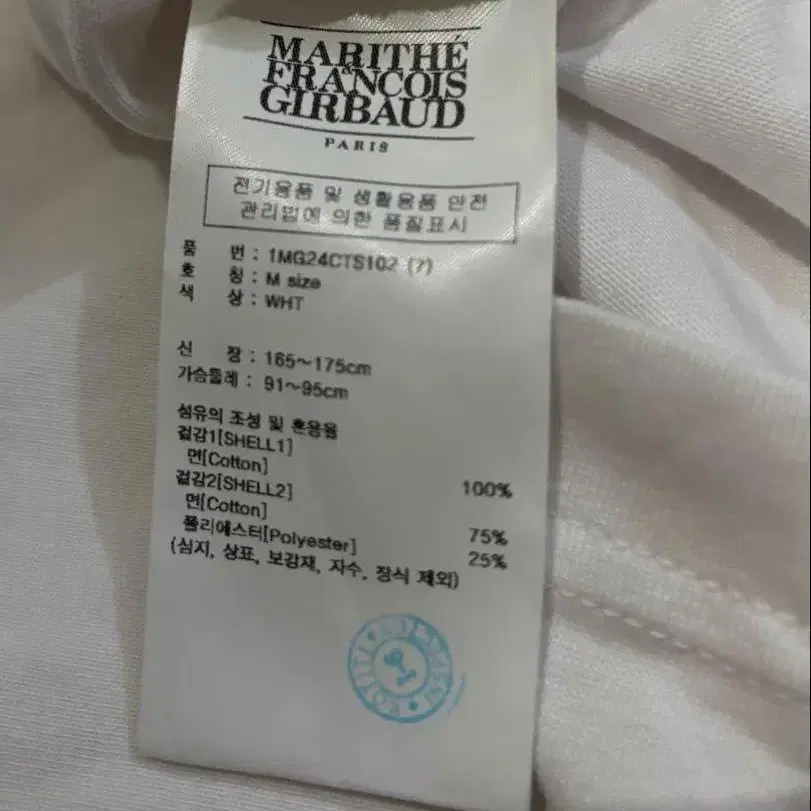 MARITHÉ
FRANCOIS
GIRBAUD
PARIS
전기용품 및 생활용품 안전
관리법에 의한 품질표시
품 번 : 1MG24CTS102 (7)
호 칭 : M size
색 상 : WHT
신 장 : 165~175cm
가슴둘레 : 91~95cm
섬유의 조성 및 혼용율
겉감1[SHELL1]
면[Cotton] 100%
겉감2[SHELL2]
면[Cotton] 75%
폴리에스터[Polyester] 25%
(심지, 상표, 보강재, 자수, 장식 제외)